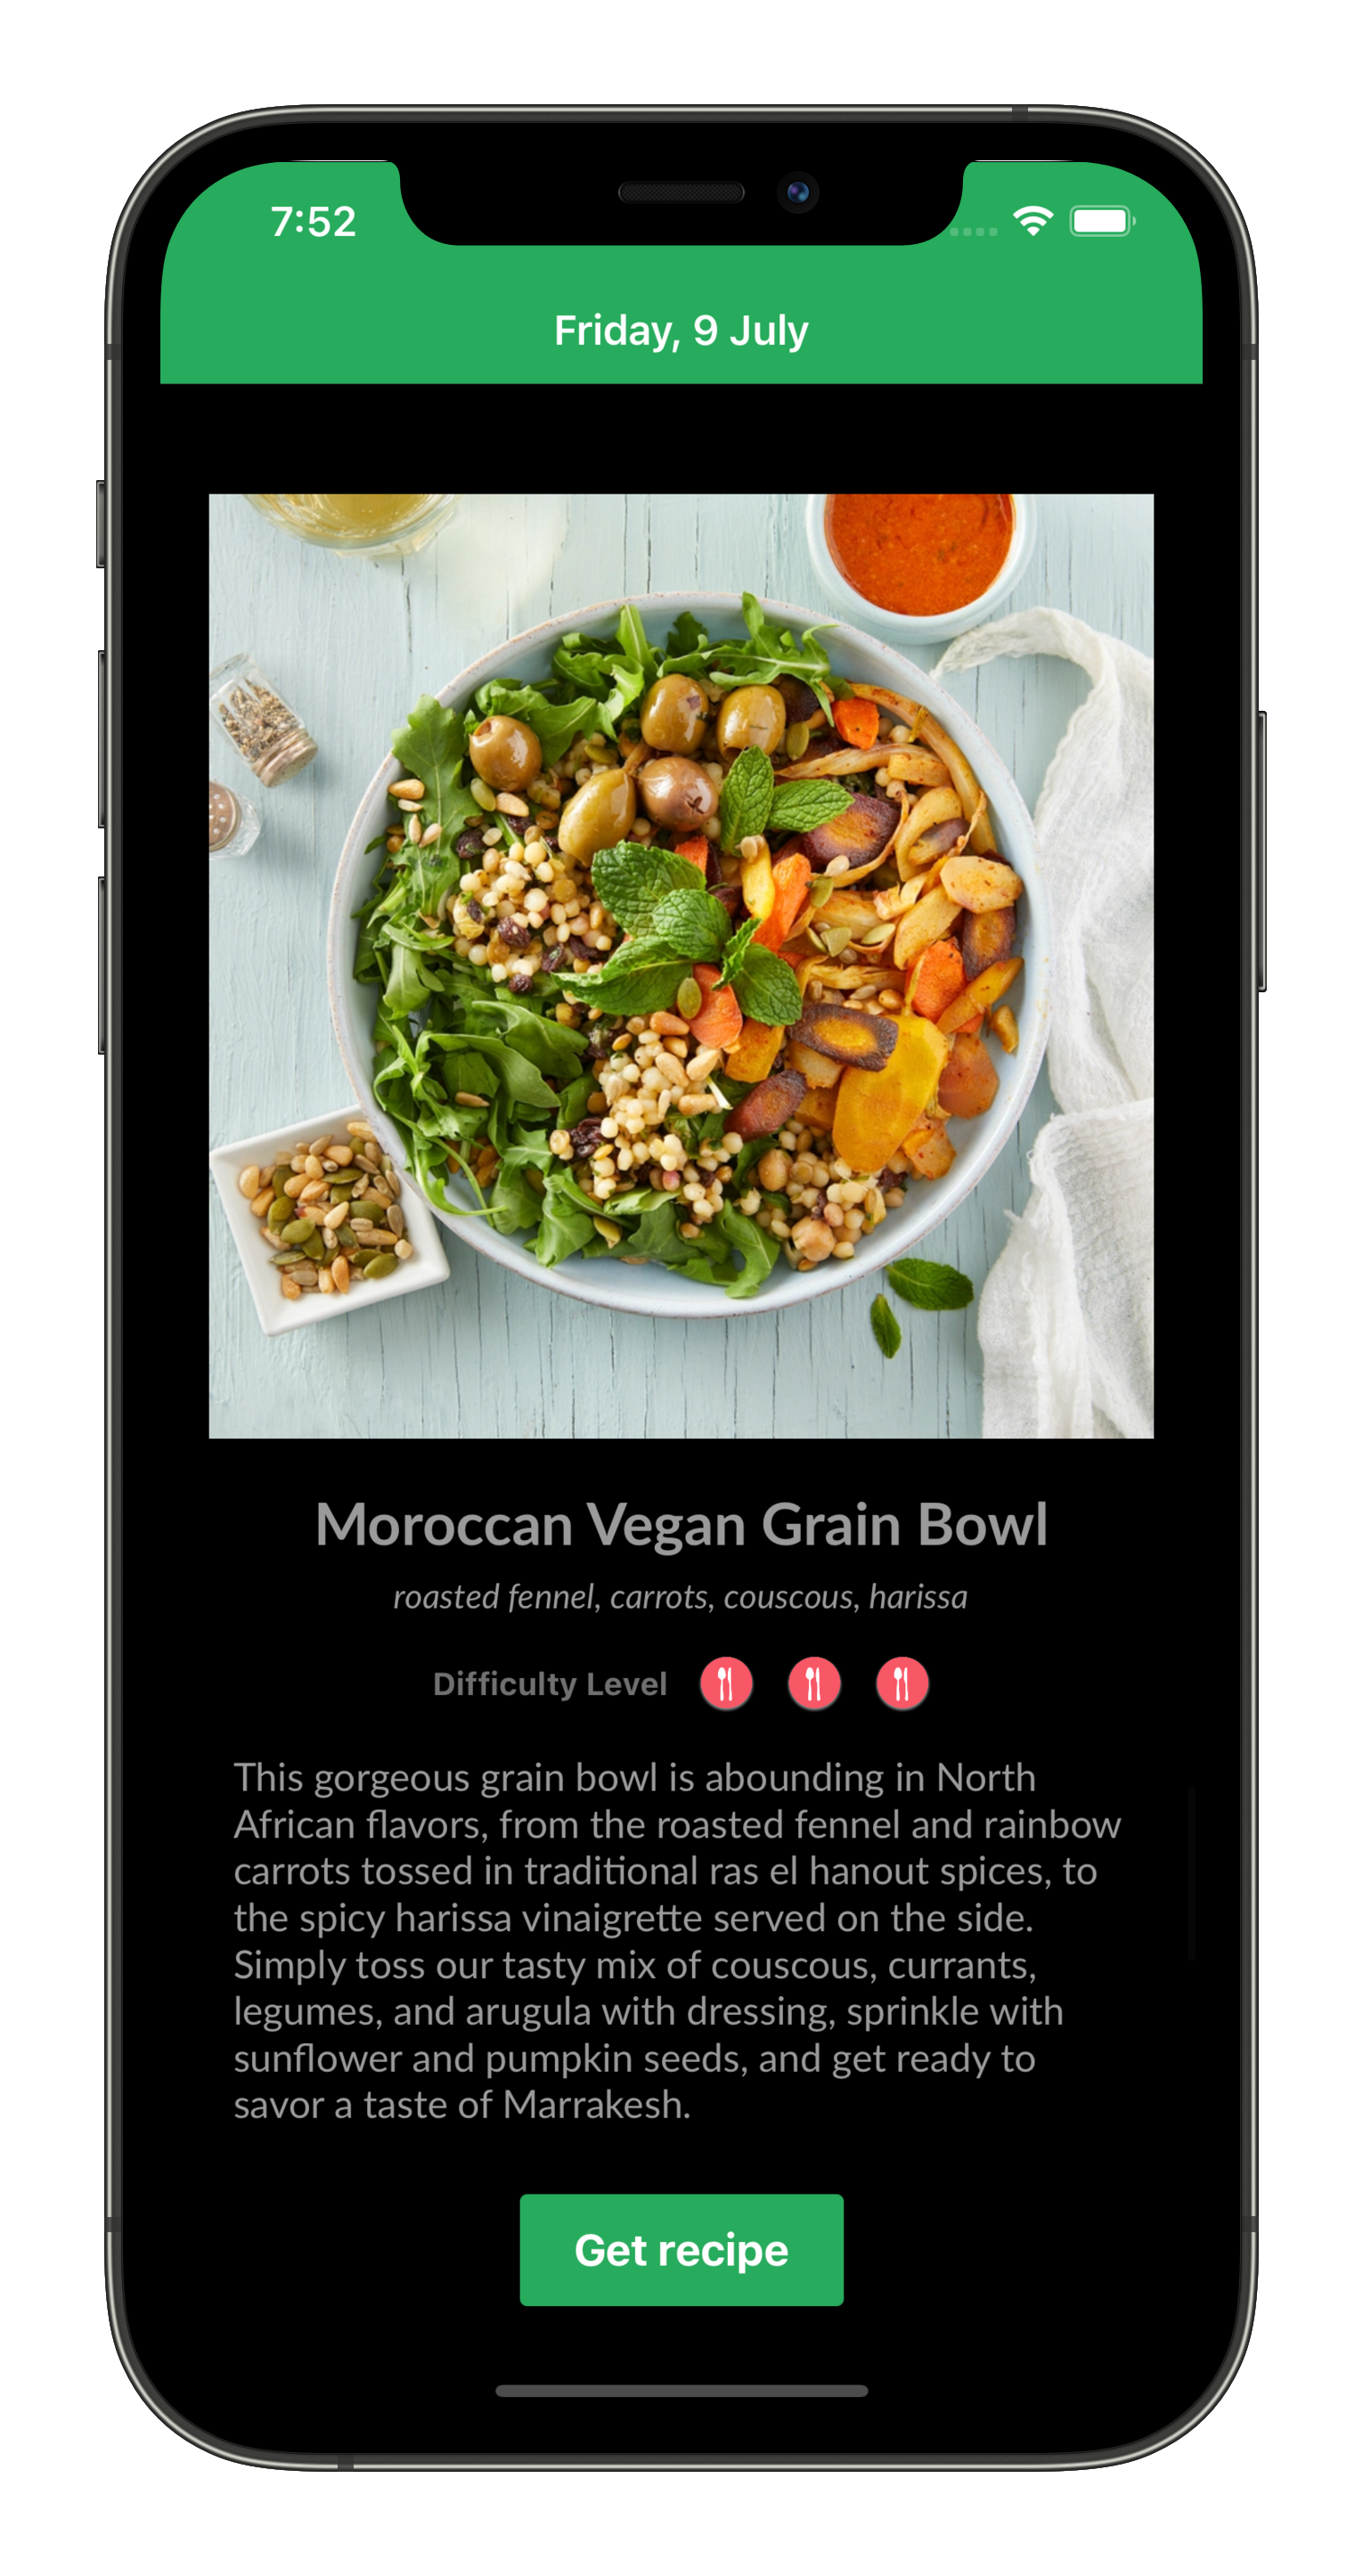 7:52
Friday, 9 July
Moroccan Vegan Grain Bowl
roasted fennel, carrots, couscous, harissa
Difficulty Level
This gorgeous grain bowl is abounding in North
African flavors, from the roasted fennel and rainbow
carrots tossed in traditional ras el hanout spices, to
the spicy harissa vinaigrette served on the side.
Simply toss our tasty mix of couscous, currants,
legumes, and arugula with dressing, sprinkle with
sunflower and pumpkin seeds, and get ready to
savor a taste of Marrakesh.
Get recipe